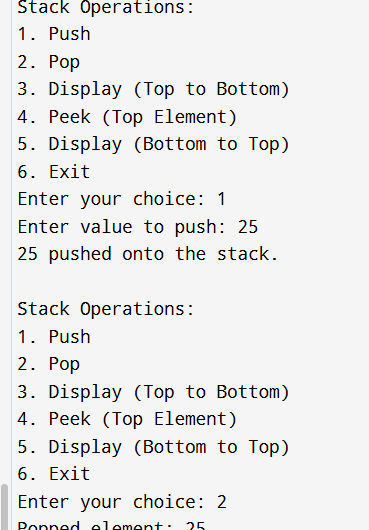 Stack Operations:
1. Push
2. Pop
3. Display (Top to Bottom)
4. Peek (Top Element)
5. Display (Bottom to Top)
6. Exit
Enter your choice: 1
Enter value to push: 25
25 pushed onto the stack.

Stack Operations:
1. Push
2. Pop
3. Display (Top to Bottom)
4. Peek (Top Element)
5. Display (Bottom to Top)
6. Exit
Enter your choice: 2
Popped element: 25